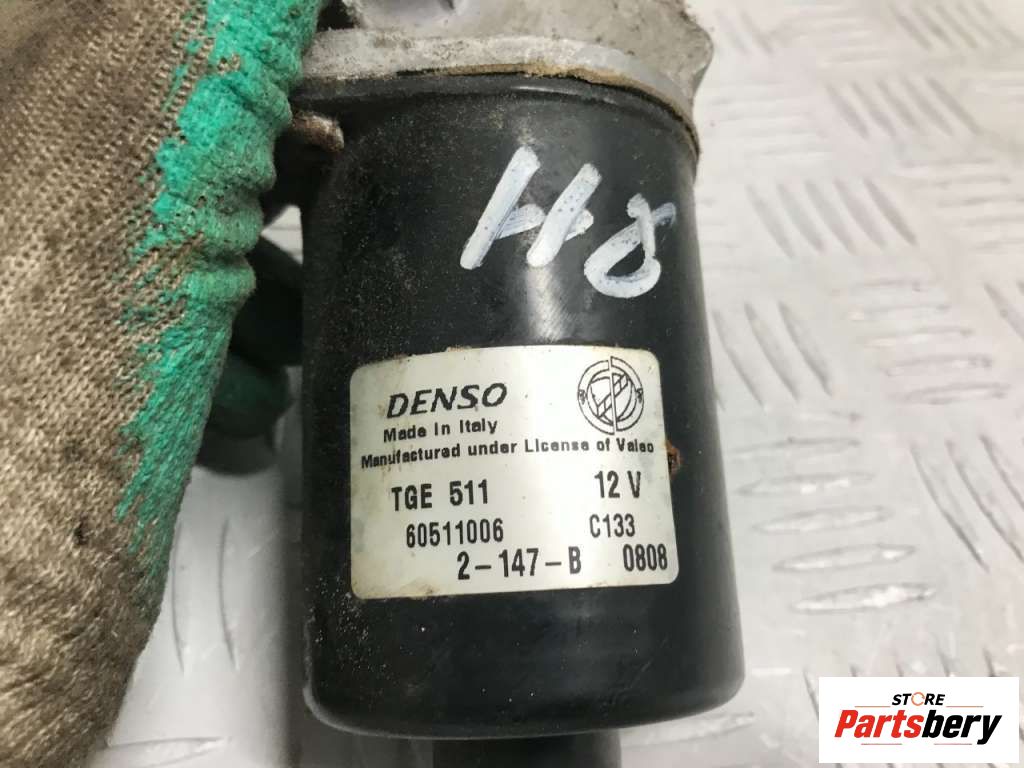 H8
DENSO
Made in Italy
Manufactured under License of Valeo
TGE 511 12 V
60511006 C133
2-147-B 0808
STORE
Partsbery